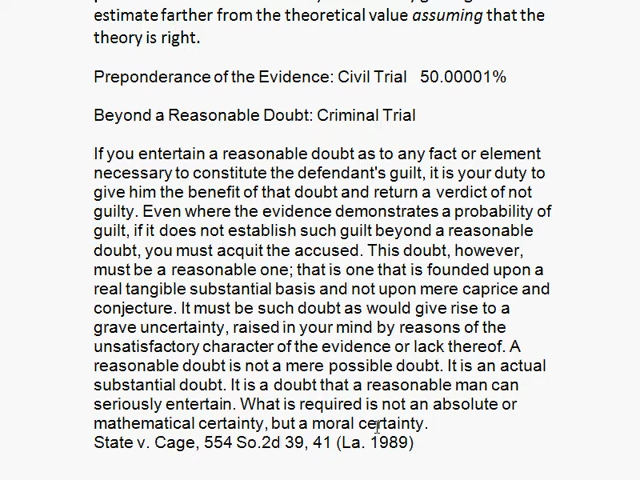 estimate farther from the theoretical value assuming that the
theory is right.
Preponderance of the Evidence: Civil Trial 50.00001%
Beyond a Reasonable Doubt: Criminal Trial
If you entertain a reasonable doubt as to any fact or element
necessary to constitute the defendant's guilt, it is your duty to
give him the benefit of that doubt and return a verdict of not
guilty. Even where the evidence demonstrates a probability of
guilt, if it does not establish such guilt beyond a reasonable
doubt, you must acquit the accused. This doubt, however,
must be a reasonable one; that is one that is founded upon a
real tangible substantial basis and not upon mere caprice and
conjecture. It must be such doubt as would give rise to a
grave uncertainty, raised in your mind by reasons of the
unsatisfactory character of the evidence or lack thereof. A
reasonable doubt is not a mere possible doubt. It is an actual
substantial doubt. It is a doubt that a reasonable man can
seriously entertain. What is required is not an absolute or
mathematical certainty, but a moral certainty.
State v. Cage, 554 So.2d 39, 41 (La. 1989)